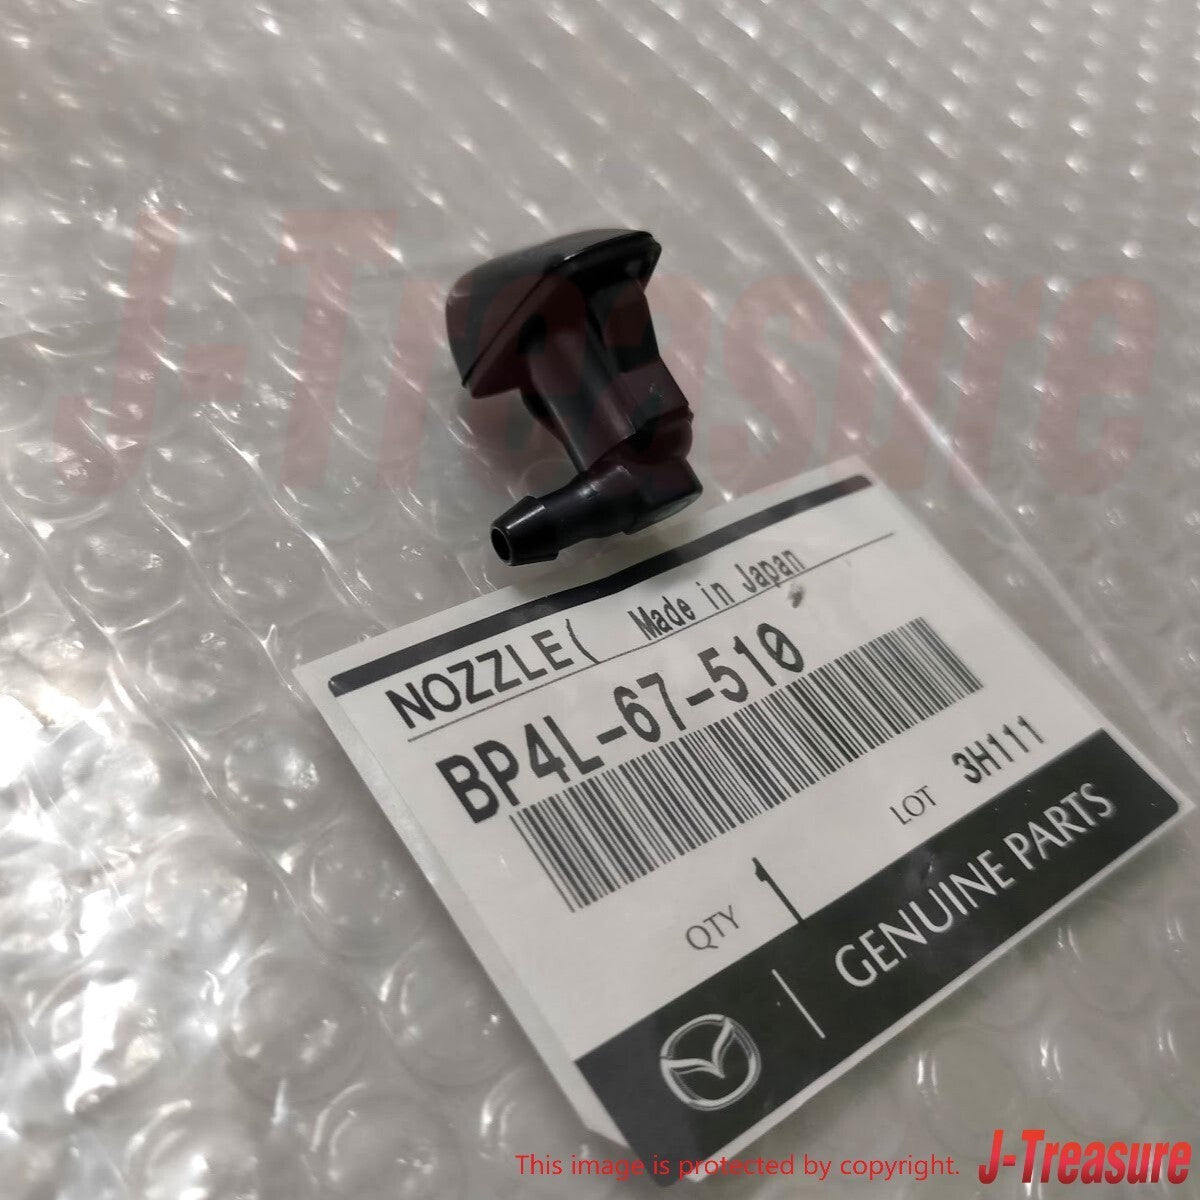 J-Treasure
NOZZLE( Made in Japan
BP4L-67-510
LOT 3H111
QTY 1
GENUINE PARTS
This image is protected by copyright. J-Treasure